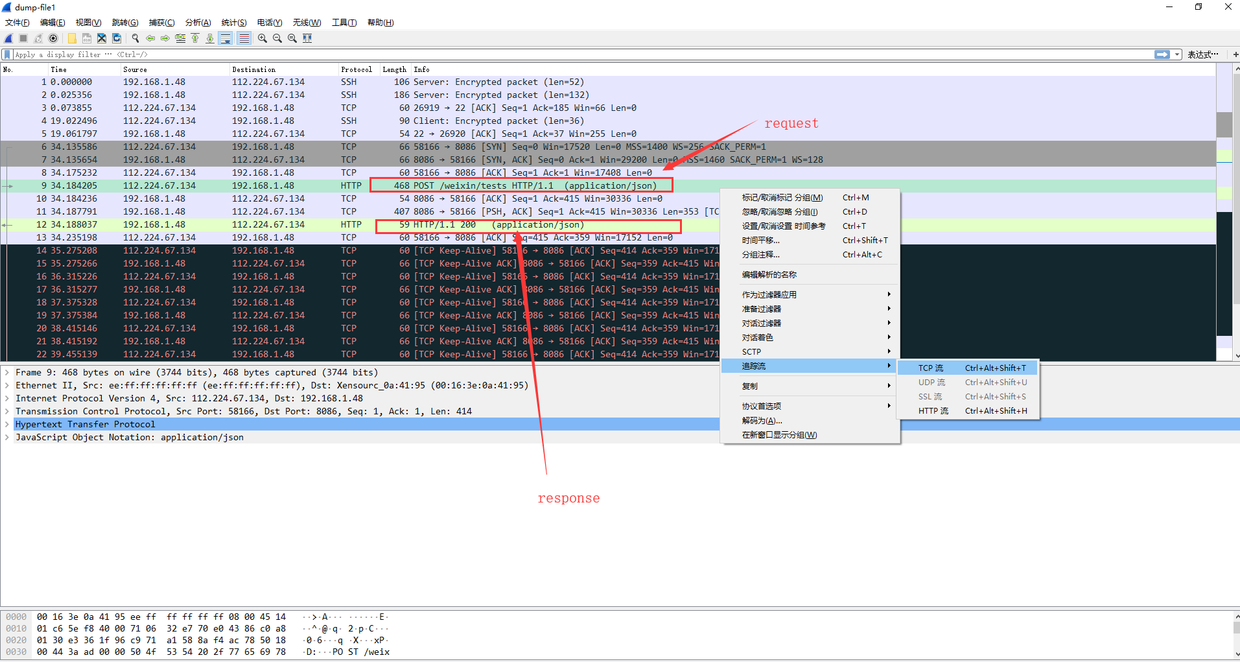 dump-file1
文件(F) 编辑(E) 视图(V) 跳转(G) 捕获(C) 分析(A) 统计(S) 电话(Y) 无线(W) 工具(T) 帮助(H)
Apply a display filter … <Ctrl-/> 表达式… +
No. Time Source Destination Protocol Length Info
1 0.000000 192.168.1.48 112.224.67.134 SSH 106 Server: Encrypted packet (len=52)
2 0.025356 192.168.1.48 112.224.67.134 SSH 186 Server: Encrypted packet (len=132)
3 0.073855 112.224.67.134 192.168.1.48 TCP 60 26919 → 22 [ACK] Seq=1 Ack=185 Win=66 Len=0
4 19.022496 112.224.67.134 192.168.1.48 SSH 90 Client: Encrypted packet (len=36)
5 19.061797 192.168.1.48 112.224.67.134 TCP 54 22 → 26920 [ACK] Seq=1 Ack=37 Win=255 Len=0
request
6 34.135586 112.224.67.134 192.168.1.48 TCP 66 58166 → 8086 [SYN] Seq=0 Win=17520 Len=0 MSS=1400 WS=256 SACK_PERM=1
7 34.135654 192.168.1.48 112.224.67.134 TCP 66 8086 → 58166 [SYN, ACK] Seq=0 Ack=1 Win=29200 Len=0 MSS=1460 SACK_PERM=1 WS=128
8 34.175232 112.224.67.134 192.168.1.48 TCP 60 58166 → 8086 [ACK] Seq=1 Ack=1 Win=17408 Len=0
9 34.184205 112.224.67.134 192.168.1.48 HTTP 468 POST /weixin/tests HTTP/1.1 (application/json)
10 34.184236 192.168.1.48 112.224.67.134 TCP 54 8086 → 58166 [ACK] Seq=1 Ack=415 Win=30336 Len=0
11 34.187791 192.168.1.48 112.224.67.134 TCP 407 8086 → 58166 [PSH, ACK] Seq=1 Ack=415 Win=30336 Len=353 [TC
12 34.188037 192.168.1.48 112.224.67.134 HTTP 59 HTTP/1.1 200 (application/json)
13 34.235198 112.224.67.134 192.168.1.48 TCP 60 58166 → 8086 [ACK] Seq=415 Ack=359 Win=17152 Len=0
14 35.275208 112.224.67.134 192.168.1.48 TCP 60 [TCP Keep-Alive] 58166 → 8086 [ACK] Seq=414 Ack=359 Win=171
15 35.275266 192.168.1.48 112.224.67.134 TCP 66 [TCP Keep-Alive ACK] 8086 → 58166 [ACK] Seq=359 Ack=415 Win
16 36.315226 112.224.67.134 192.168.1.48 TCP 60 [TCP Keep-Alive] 58166 → 8086 [ACK] Seq=414 Ack=359 Win=171
17 36.315277 192.168.1.48 112.224.67.134 TCP 66 [TCP Keep-Alive ACK] 8086 → 58166 [ACK] Seq=359 Ack=415 Win
18 37.375328 112.224.67.134 192.168.1.48 TCP 60 [TCP Keep-Alive] 58166 → 8086 [ACK] Seq=414 Ack=359 Win=171
19 37.375384 192.168.1.48 112.224.67.134 TCP 66 [TCP Keep-Alive ACK] 8086 → 58166 [ACK] Seq=359 Ack=415 Win
20 38.415146 112.224.67.134 192.168.1.48 TCP 60 [TCP Keep-Alive] 58166 → 8086 [ACK] Seq=414 Ack=359 Win=171
21 38.415192 192.168.1.48 112.224.67.134 TCP 66 [TCP Keep-Alive ACK] 8086 → 58166 [ACK] Seq=359 Ack=415 Win
22 39.455139 112.224.67.134 192.168.1.48 TCP 60 [TCP Keep-Alive] 58166 → 8086 [ACK] Seq=414 Ack=359 Win=171
标记/取消标记 分组(M) Ctrl+M
忽略/取消忽略 分组(I) Ctrl+D
设置/取消设置 时间参考 Ctrl+T
时间平移... Ctrl+Shift+T
分组注释... Ctrl+Alt+C
编辑解析的名称
作为过滤器应用
准备过滤器
对话过滤器
对话着色
SCTP
追踪流
复制
协议首选项
解码为(A)...
在新窗口显示分组(W)
TCP 流 Ctrl+Alt+Shift+T
UDP 流 Ctrl+Alt+Shift+U
SSL 流 Ctrl+Alt+Shift+S
HTTP 流 Ctrl+Alt+Shift+H
Frame 9: 468 bytes on wire (3744 bits), 468 bytes captured (3744 bits)
Ethernet II, Src: ee:ff:ff:ff:ff:ff (ee:ff:ff:ff:ff:ff), Dst: Xensourc_0a:41:95 (00:16:3e:0a:41:95)
Internet Protocol Version 4, Src: 112.224.67.134, Dst: 192.168.1.48
Transmission Control Protocol, Src Port: 58166, Dst Port: 8086, Seq: 1, Ack: 1, Len: 414
Hypertext Transfer Protocol
JavaScript Object Notation: application/json
response
0000 00 16 3e 0a 41 95 ee ff ff ff ff ff 08 00 45 14 ··>·A··· ······E·
0010 01 c6 5e f8 40 00 71 06 32 e7 70 e0 43 86 c0 a8 ··^·@·q· 2·p·C···
0020 01 30 e3 36 1f 96 c9 71 a1 58 8a f4 ac 78 50 18 ·0·6···q ·X···xP·
0030 00 44 3a ad 00 00 50 4f 53 54 20 2f 77 65 69 78 ·D:···PO ST /weix